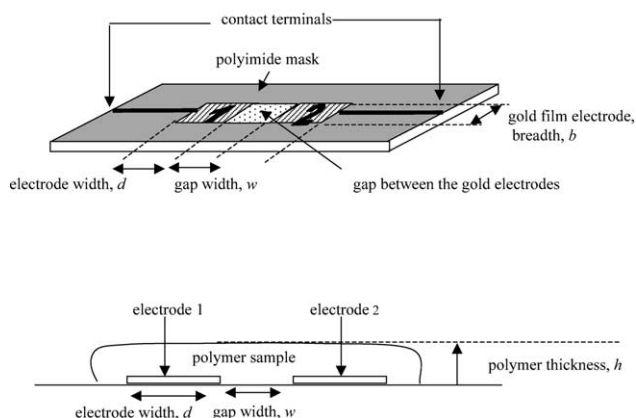 contact terminals
polyimide mask
gold film electrode,
breadth, b
electrode width, d
gap width, w
gap between the gold electrodes
electrode 1
electrode 2
polymer sample
polymer thickness, h
electrode width, d
gap width, w